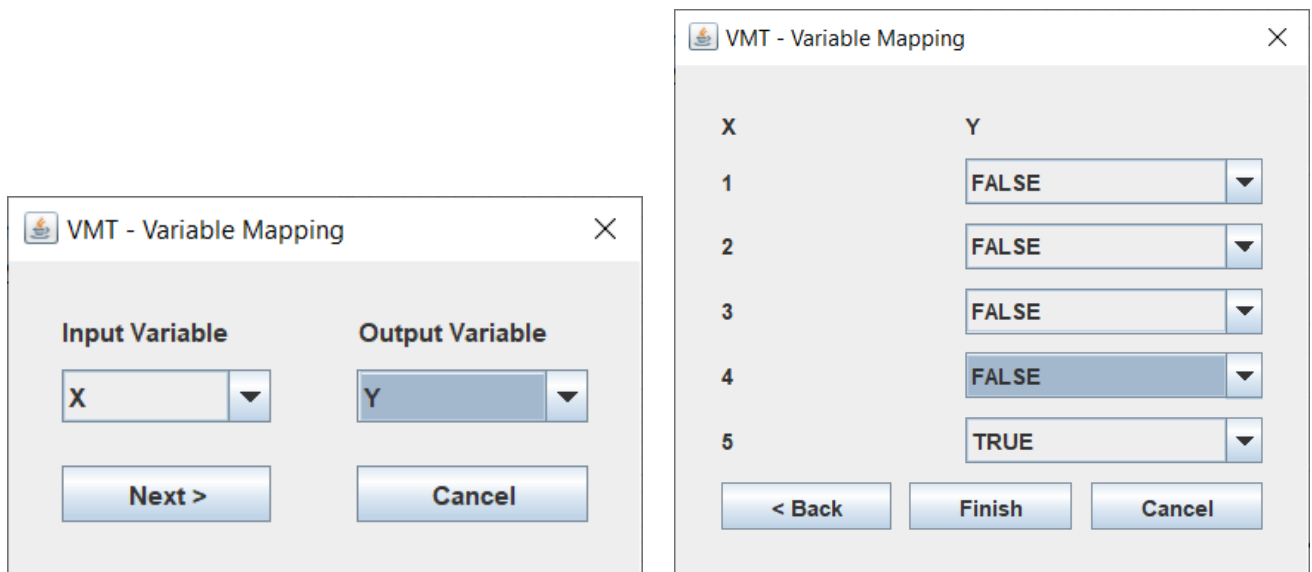 VMT - Variable Mapping
Input Variable Output Variable
X Y
Next > Cancel
VMT - Variable Mapping
X Y
1 FALSE
2 FALSE
3 FALSE
4 FALSE
5 TRUE
< Back Finish Cancel